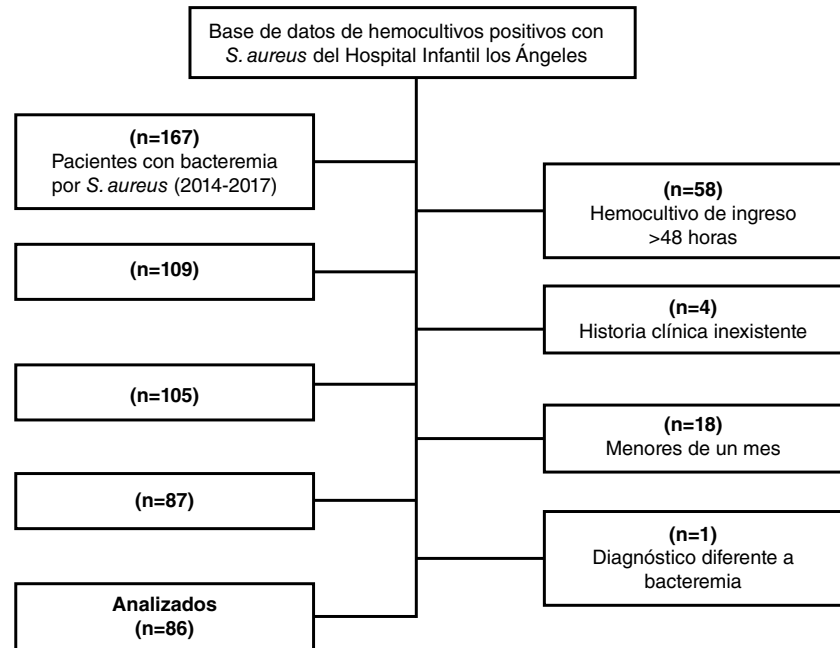 Base de datos de hemocultivos positivos con
S. aureus del Hospital Infantil los Ángeles
(n=167)
Pacientes con bacteremia
por S. aureus (2014-2017)
(n=58)
Hemocultivo de ingreso
>48 horas
(n=109)
(n=4)
Historia clínica inexistente
(n=105)
(n=18)
Menores de un mes
(n=87)
(n=1)
Diagnóstico diferente a
bacteremia
Analizados
(n=86)